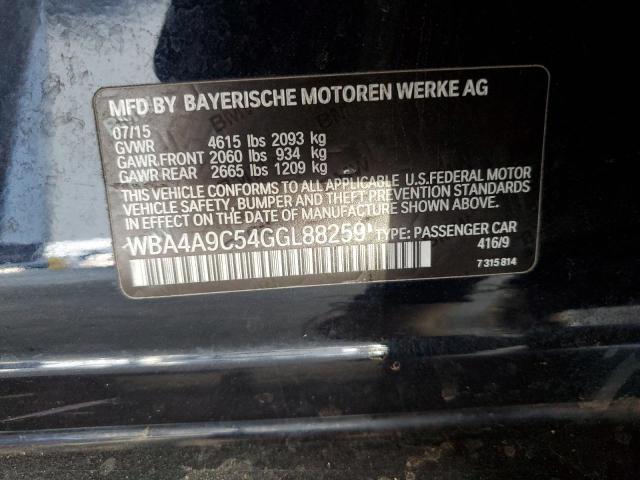 MFD BY BAYERISCHE MOTOREN WERKE AG
07/15
GVWR 4615 lbs 2093 kg
GAWR.FRONT 2060 lbs 934 kg
GAWR REAR 2665 lbs 1209 kg
THIS VEHICLE CONFORMS TO ALL APPLICABLE U.S.FEDERAL MOTOR
VEHICLE SAFETY, BUMPER AND THEFT PREVENTION STANDARDS
IN EFFECT ON THE DATE OF MANUFACTURE SHOWN ABOVE.
WBA4A9C54GGL88259 TYPE: PASSENGER CAR
416/9
7 315 814